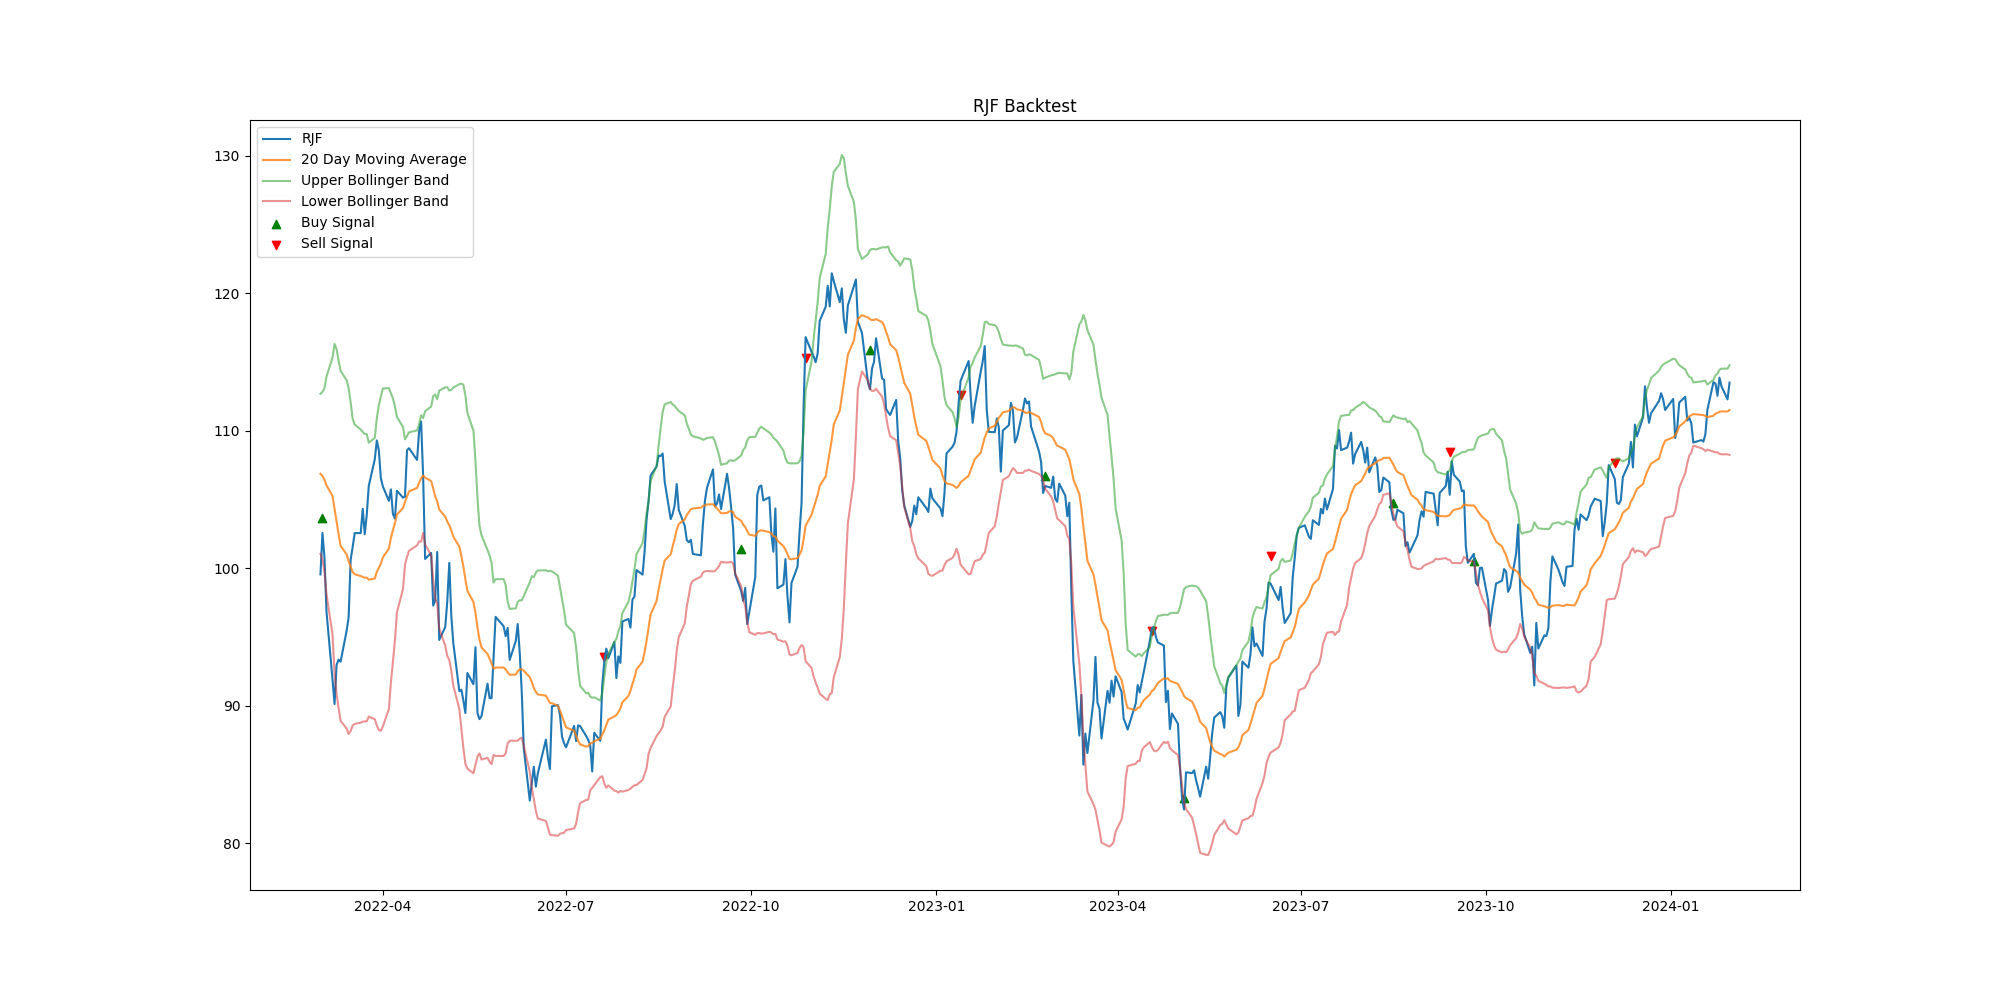 RJF Backtest
RJF
20 Day Moving Average
Upper Bollinger Band
Lower Bollinger Band
Buy Signal
Sell Signal
130
120
110
100
90
80
2022-04 2022-07 2022-10 2023-01 2023-04 2023-07 2023-10 2024-01